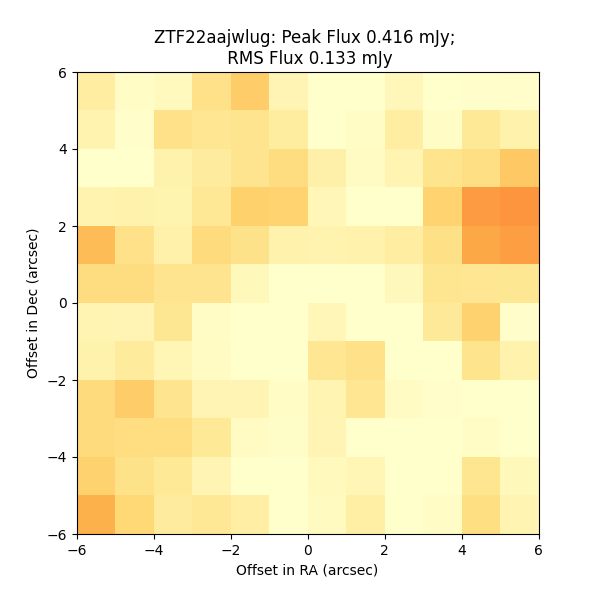 ZTF22aajwlug: Peak Flux 0.416 mJy;
RMS Flux 0.133 mJy
6
4
2
0
−2
−4
−6
Offset in Dec (arcsec)
−6 −4 −2 0 2 4 6
Offset in RA (arcsec)